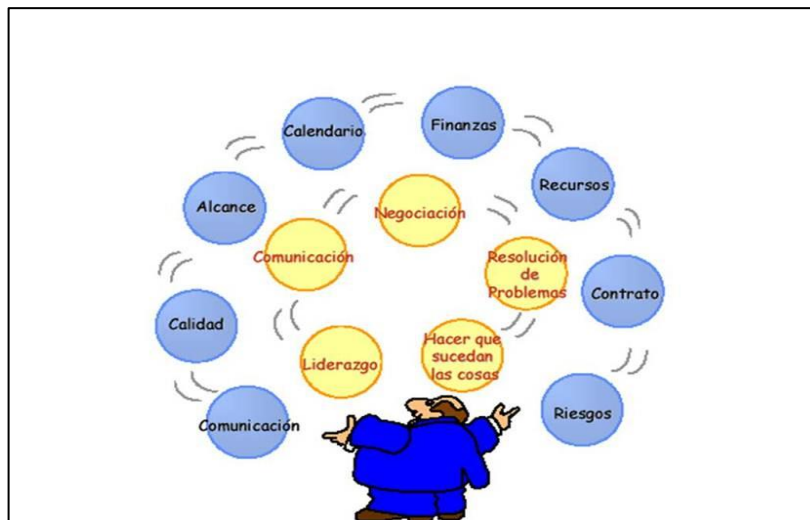 Calendario
Finanzas
Recursos
Alcance
Negociación
Comunicación
Resolución
de
Problemas
Contrato
Calidad
Liderazgo
Hacer que
sucedan
las cosas
Comunicación
Riesgos